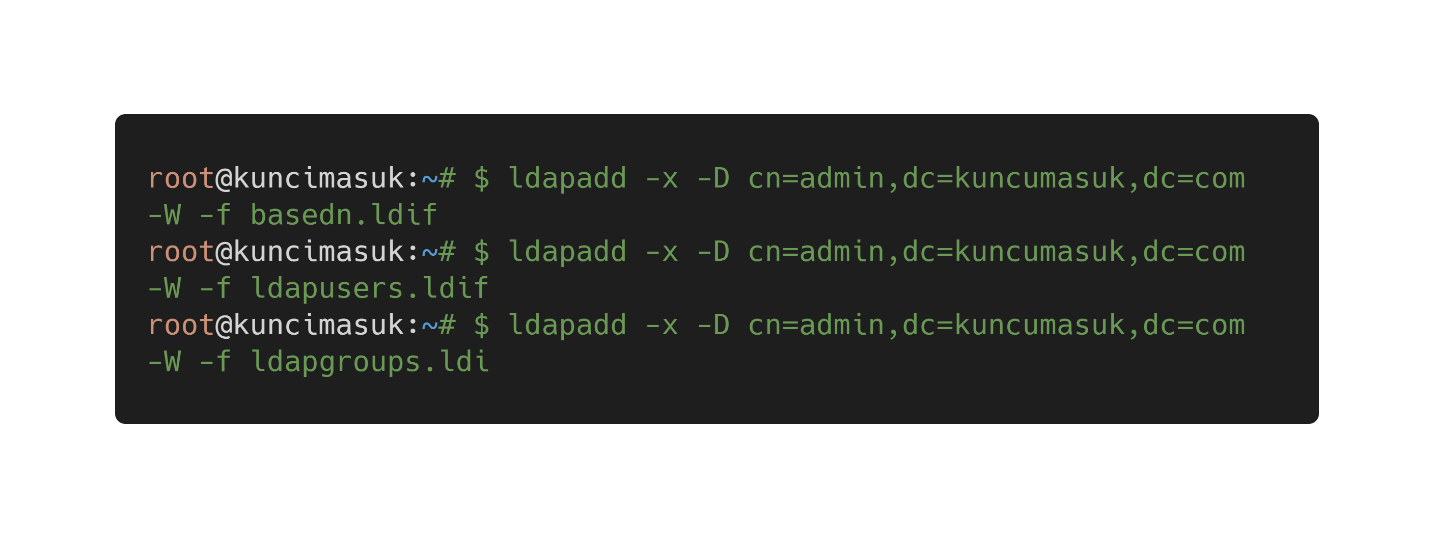 root@kuncimasuk:~# $ ldapadd -x -D cn=admin,dc=kuncumasuk,dc=com
-W -f basedn.ldif
root@kuncimasuk:~# $ ldapadd -x -D cn=admin,dc=kuncumasuk,dc=com
-W -f ldapusers.ldif
root@kuncimasuk:~# $ ldapadd -x -D cn=admin,dc=kuncumasuk,dc=com
-W -f ldapgroups.ldi